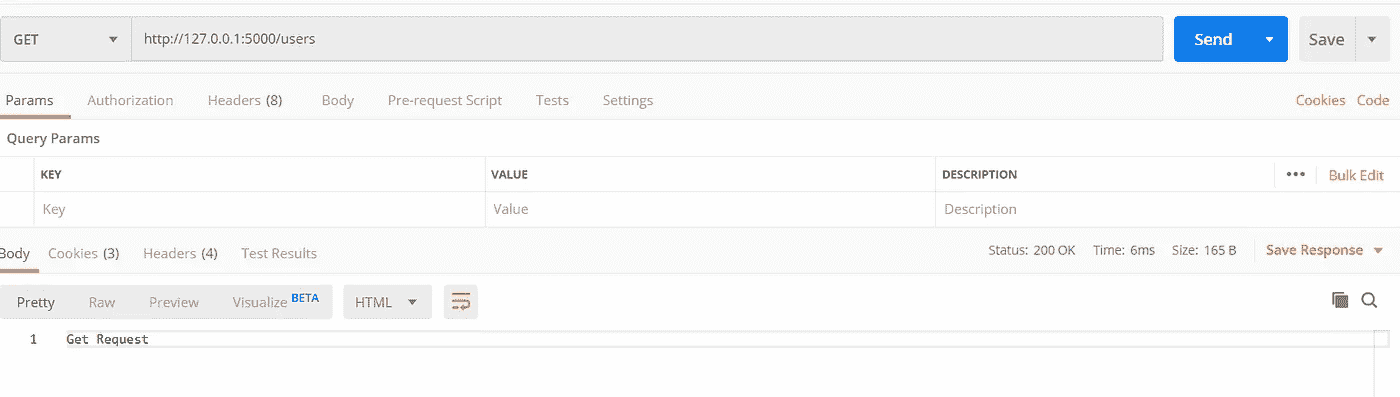 GET http://127.0.0.1:5000/users Send Save
Params Authorization Headers (8) Body Pre-request Script Tests Settings Cookies Code
Query Params
KEY VALUE DESCRIPTION ••• Bulk Edit
Key Value Description
Body Cookies (3) Headers (4) Test Results Status: 200 OK Time: 6ms Size: 165 B Save Response
Pretty Raw Preview Visualize BETA HTML
1 Get Request